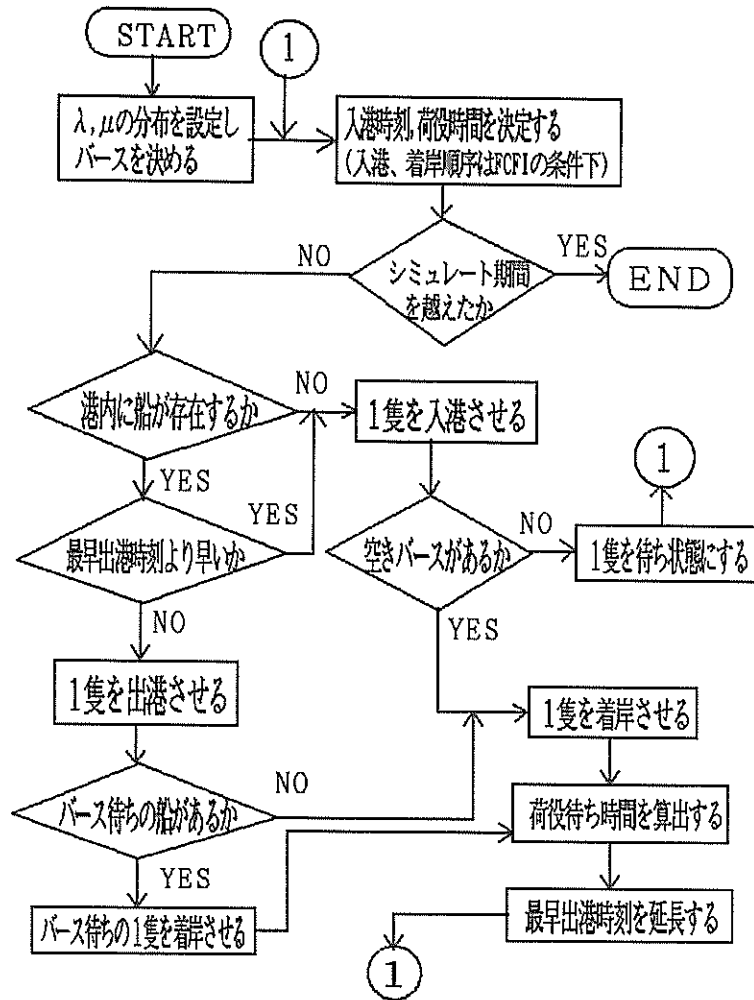 START
1
λ,μの分布を設定し
バースを決める
入港時刻,荷役時間を決定する
(入港、着岸順序はFCFIの条件下)
NO
YES
シミュレート期間
を越えたか
END
港内に船が存在するか
NO
1隻を入港させる
YES
YES
1
最早出港時刻より早いか
空きバースがあるか
NO
1隻を待ち状態にする
NO
YES
1隻を出港させる
1隻を着岸させる
バース待ちの船があるか
NO
荷役待ち時間を算出する
YES
バース待ちの1隻を着岸させる
最早出港時刻を延長する
1